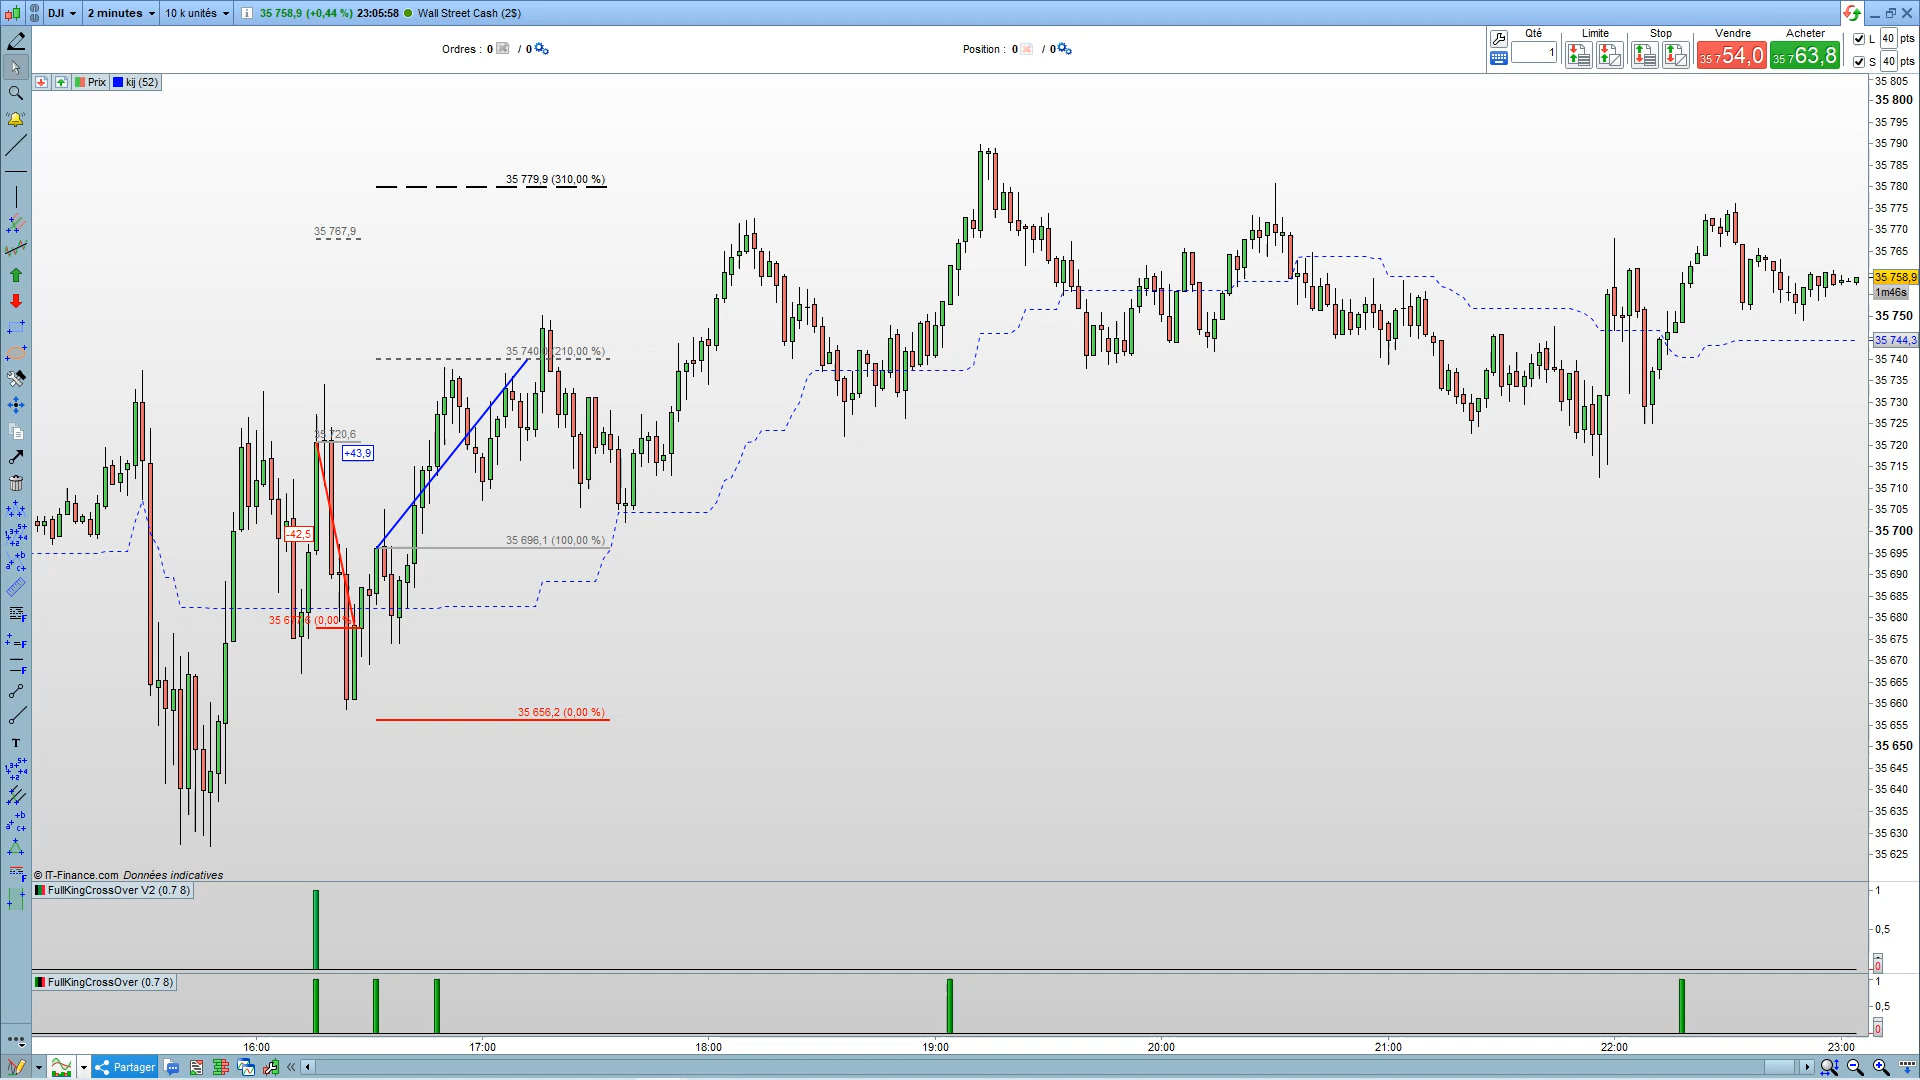 DJI 2 minutes 10 k unités 35 758,9 (+0,44 %) 23:05:58 Wall Street Cash (2$)
Ordres : 0 / 0 Position : 0 / 0
Qté Limite Stop Vendre Acheter L 40 pts
1 35 754,0 35 763,8 S 40 pts
Prix kij (52)
35 805
35 800
35 795
35 790
35 785
35 779,9 (310,00 %)
35 780
35 775
35 767,9
35 770
35 765
35 758,9
1m46s
35 750
35 744,3
35 740,0 (210,00 %)
35 740
35 735
35 730
35 720,6
35 725
+43,9
35 720
35 715
35 710
35 705
-42,5
35 700
35 696,1 (100,00 %)
35 695
35 690
35 685
35 677,6 (0,00 %)
35 680
35 675
35 670
35 665
35 660
35 656,2 (0,00 %)
35 655
35 650
35 645
35 640
35 635
35 630
35 625
© IT-Finance.com Données indicatives
FullKingCrossOver V2 (0.7 8)
1
0,5
0
FullKingCrossOver (0.7 8)
1
0,5
0
16:00 17:00 18:00 19:00 20:00 21:00 22:00 23:00
Partager